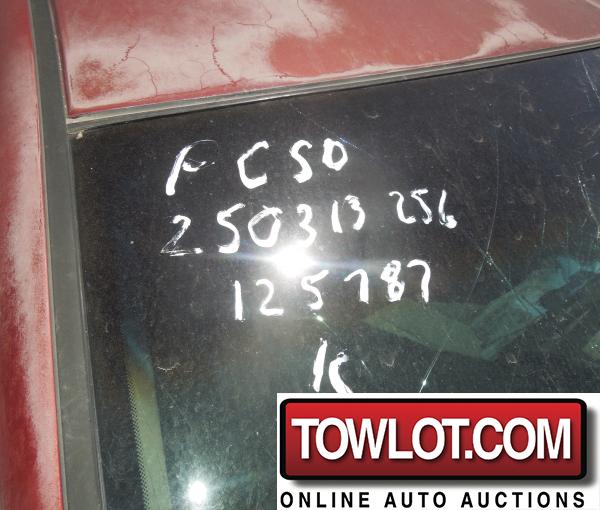 FCSO
250313 256
125787
K
TOWLOT.COM
ONLINE AUTO AUCTIONS